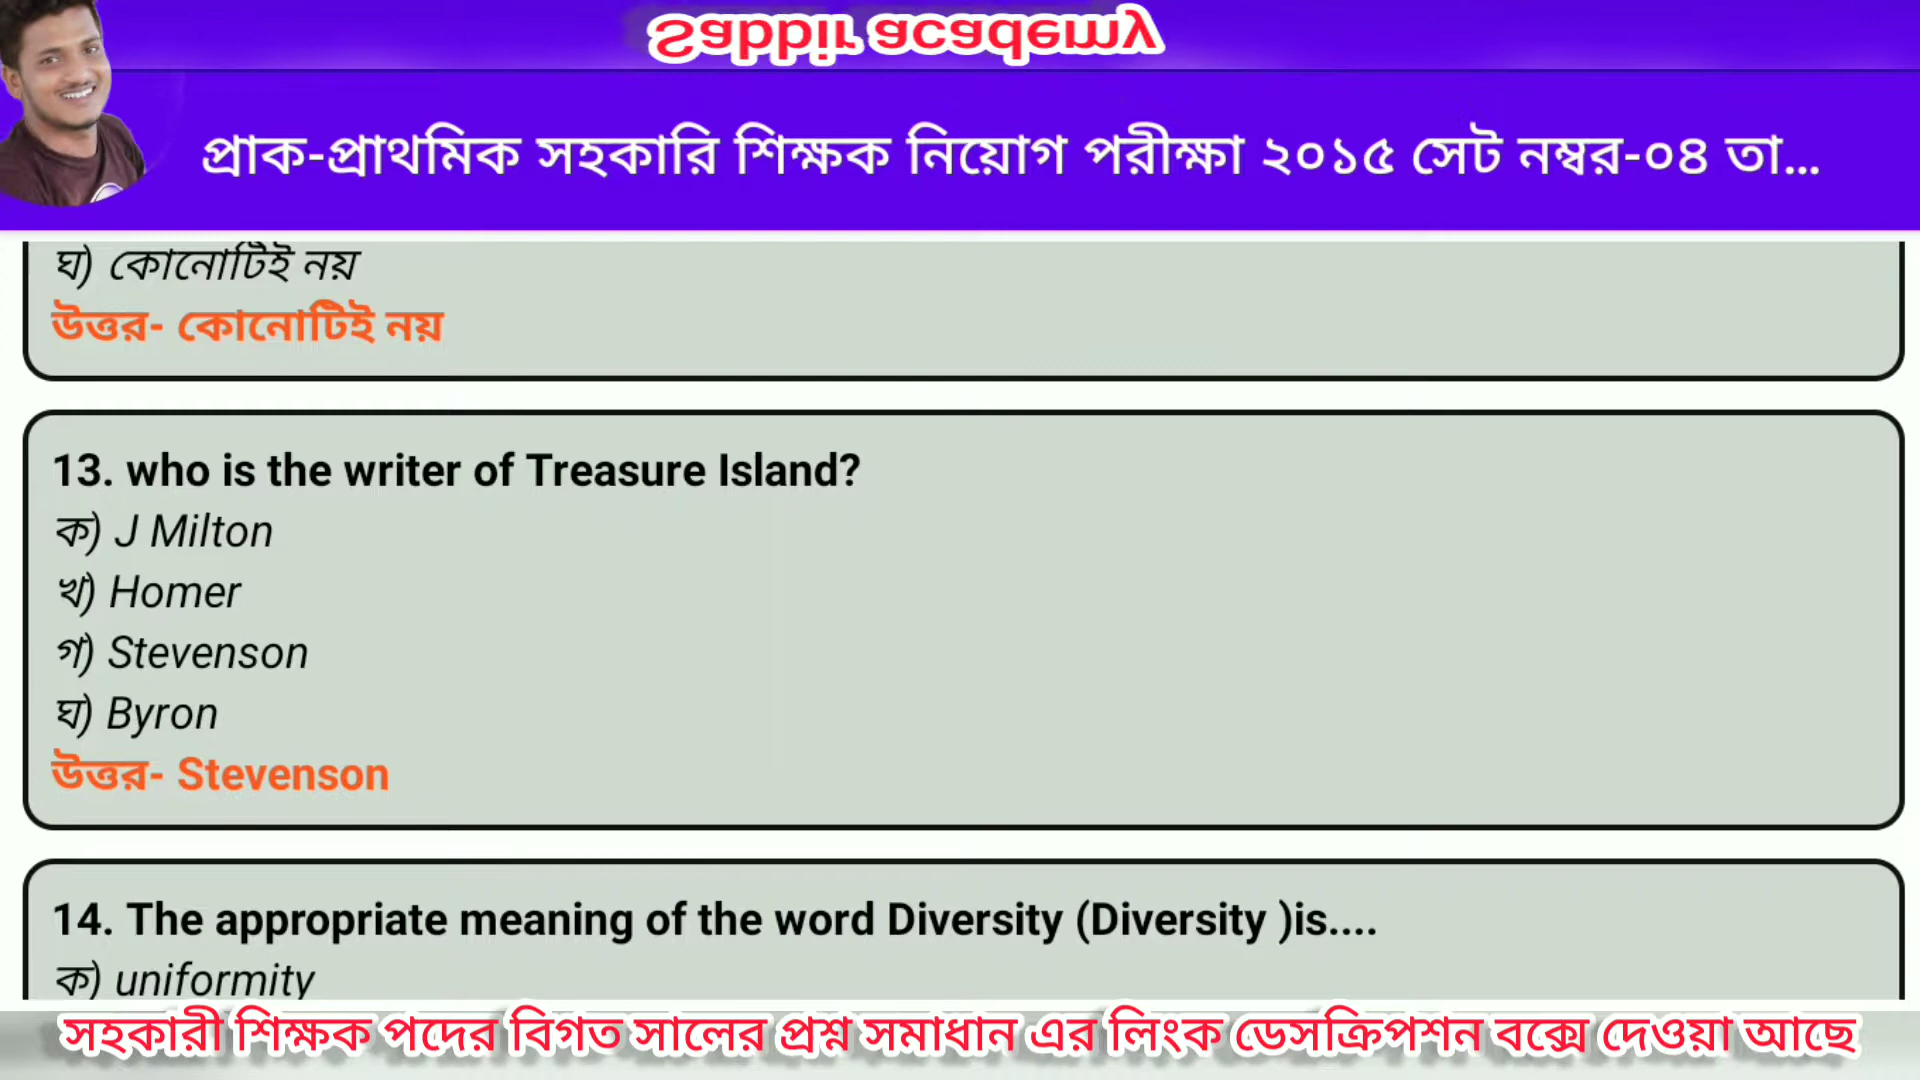 Sabbir academy
প্রাক-প্রাথমিক সহকারি শিক্ষক নিয়োগ পরীক্ষা ২০১৫ সেট নম্বর-০৪ তা...
ঘ) কোনোটিই নয়
উত্তর- কোনোটিই নয়
13. who is the writer of Treasure Island?
ক) J Milton
খ) Homer
গ) Stevenson
ঘ) Byron
উত্তর- Stevenson
14. The appropriate meaning of the word Diversity (Diversity )is....
ক) uniformity
সহকারী শিক্ষক পদের বিগত সালের প্রশ্ন সমাধান এর লিংক ডেসক্রিপশন বক্সে দেওয়া আছে